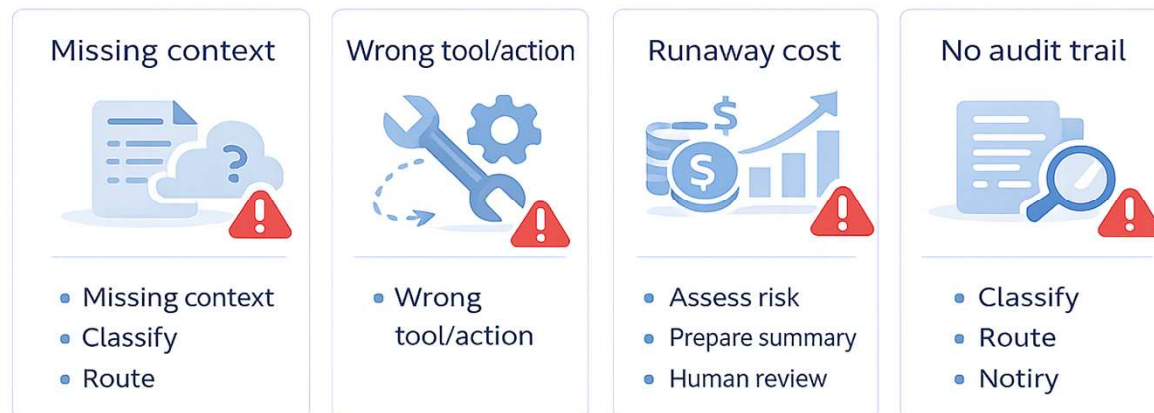 Missing context
Missing context
Classify
Route
Wrong tool/action
Wrong
tool/action
Runaway cost
$
$
Assess risk
Prepare summary
Human review
No audit trail
Classify
Route
Notiry